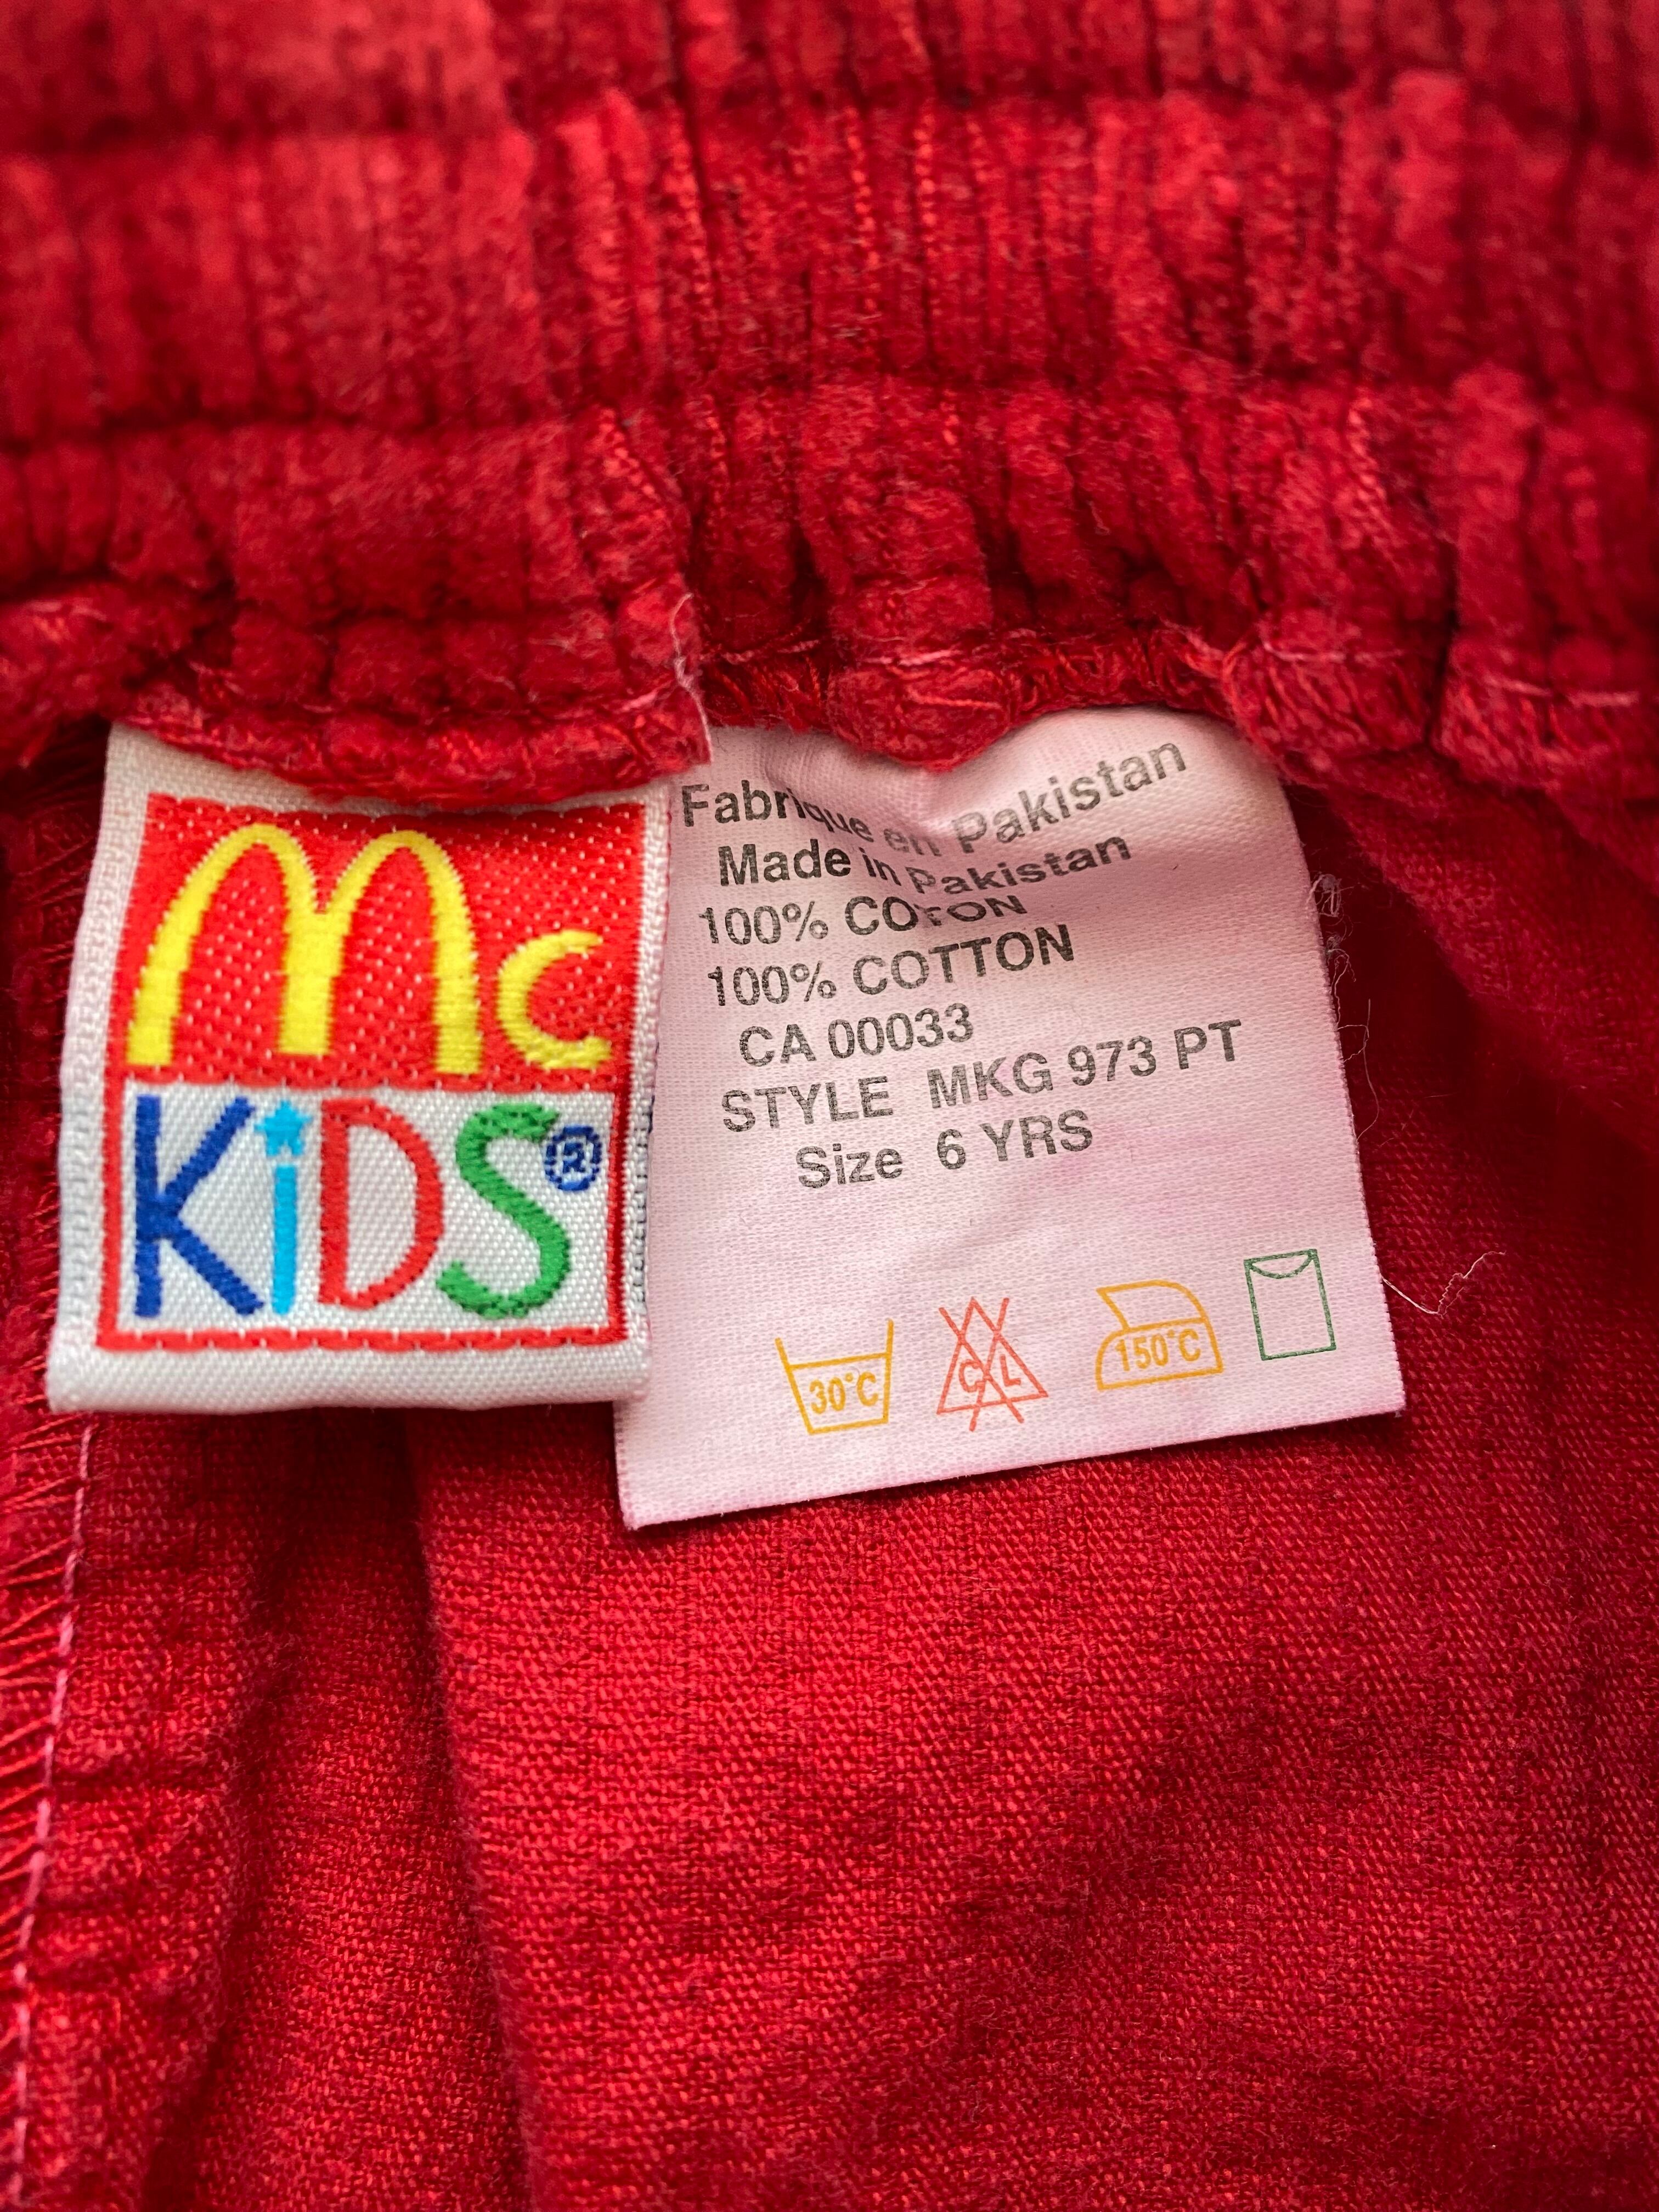 Mc
KiDS®
Fabrique en Pakistan
Made in Pakistan
100% COTON
100% COTTON
CA 00033
STYLE MKG 973 PT
Size 6 YRS
30°C
CL
150°C